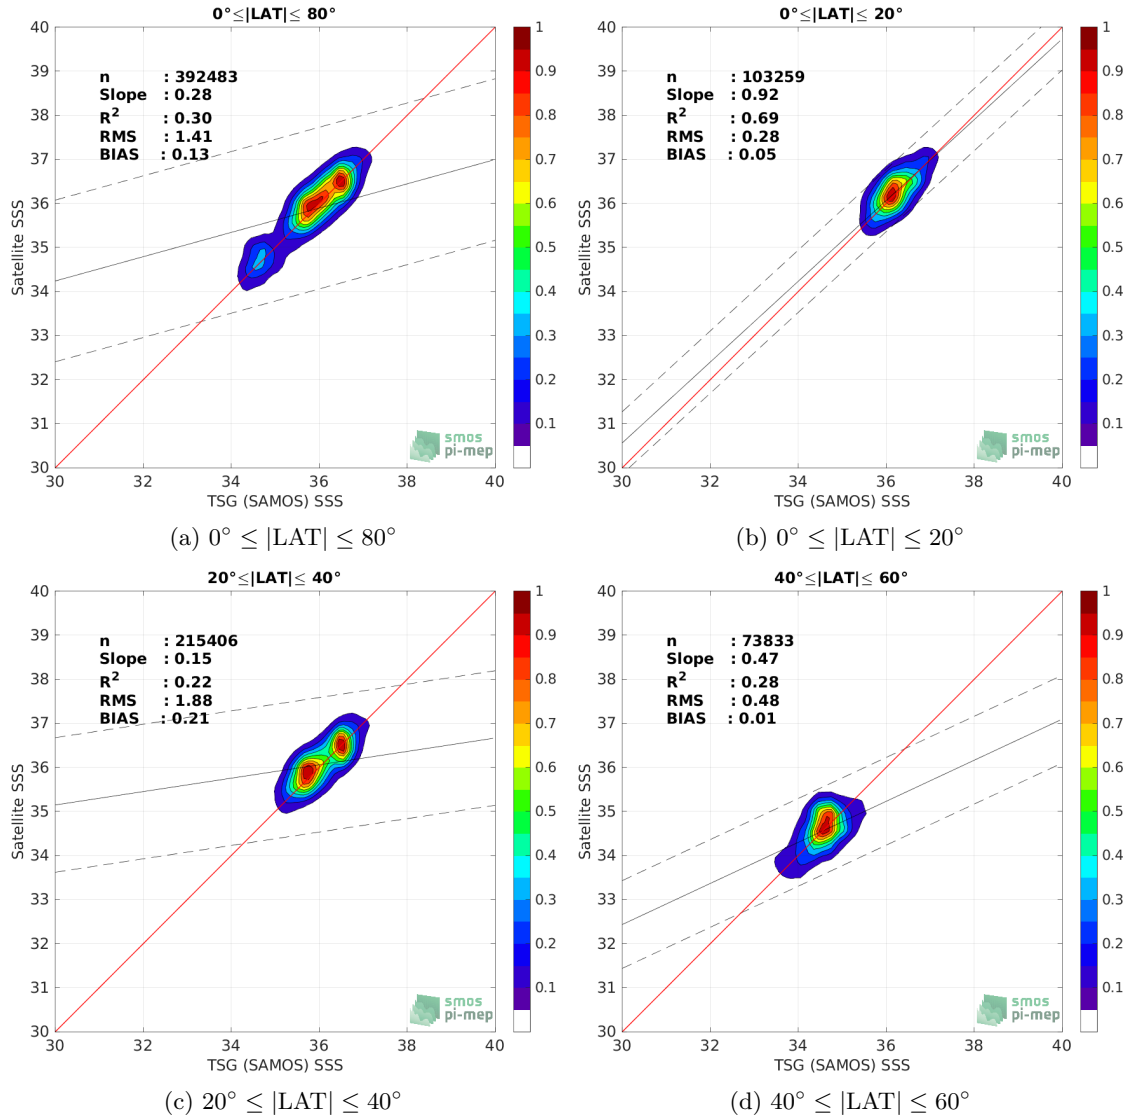 0°≤|LAT|≤ 80°
40
39
38
37
36
35
34
33
32
31
30
30
32
34
36
38
40
Satellite SSS
TSG (SAMOS) SSS
n : 392483
Slope : 0.28
R² : 0.30
RMS : 1.41
BIAS : 0.13
smos
pi-mep
1
0.9
0.8
0.7
0.6
0.5
0.4
0.3
0.2
0.1
(a) 0° ≤ |LAT| ≤ 80°
0°≤|LAT|≤ 20°
40
39
38
37
36
35
34
33
32
31
30
30
32
34
36
38
40
Satellite SSS
TSG (SAMOS) SSS
n : 103259
Slope : 0.92
R² : 0.69
RMS : 0.28
BIAS : 0.05
smos
pi-mep
1
0.9
0.8
0.7
0.6
0.5
0.4
0.3
0.2
0.1
(b) 0° ≤ |LAT| ≤ 20°
20°≤|LAT|≤ 40°
40
39
38
37
36
35
34
33
32
31
30
30
32
34
36
38
40
Satellite SSS
TSG (SAMOS) SSS
n : 215406
Slope : 0.15
R² : 0.22
RMS : 1.88
BIAS : 0.21
smos
pi-mep
1
0.9
0.8
0.7
0.6
0.5
0.4
0.3
0.2
0.1
(c) 20° ≤ |LAT| ≤ 40°
40°≤|LAT|≤ 60°
40
39
38
37
36
35
34
33
32
31
30
30
32
34
36
38
40
Satellite SSS
TSG (SAMOS) SSS
n : 73833
Slope : 0.47
R² : 0.28
RMS : 0.48
BIAS : 0.01
smos
pi-mep
1
0.9
0.8
0.7
0.6
0.5
0.4
0.3
0.2
0.1
(d) 40° ≤ |LAT| ≤ 60°